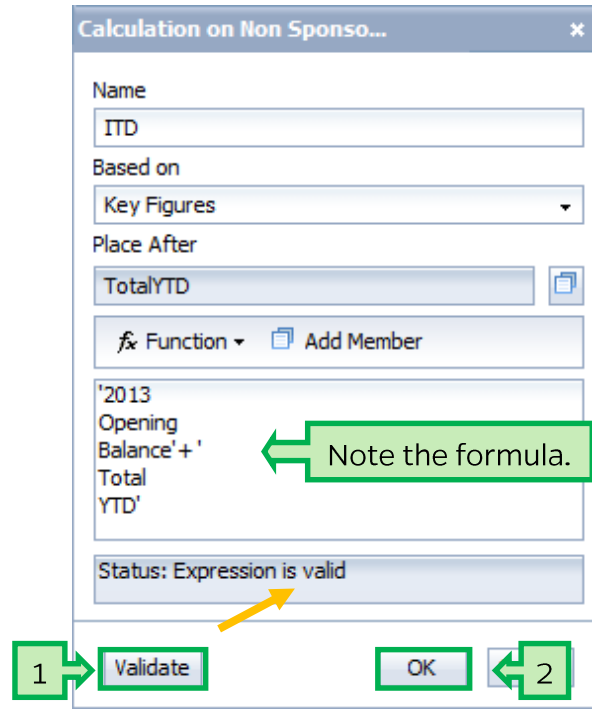 Calculation on Non Sponso...
Name
ITD
Based on
Key Figures
Place After
TotalYTD
fx Function Add Member
'2013
Opening
Balance'+'
Total
YTD'
Note the formula.
Status: Expression is valid
1 Validate OK 2